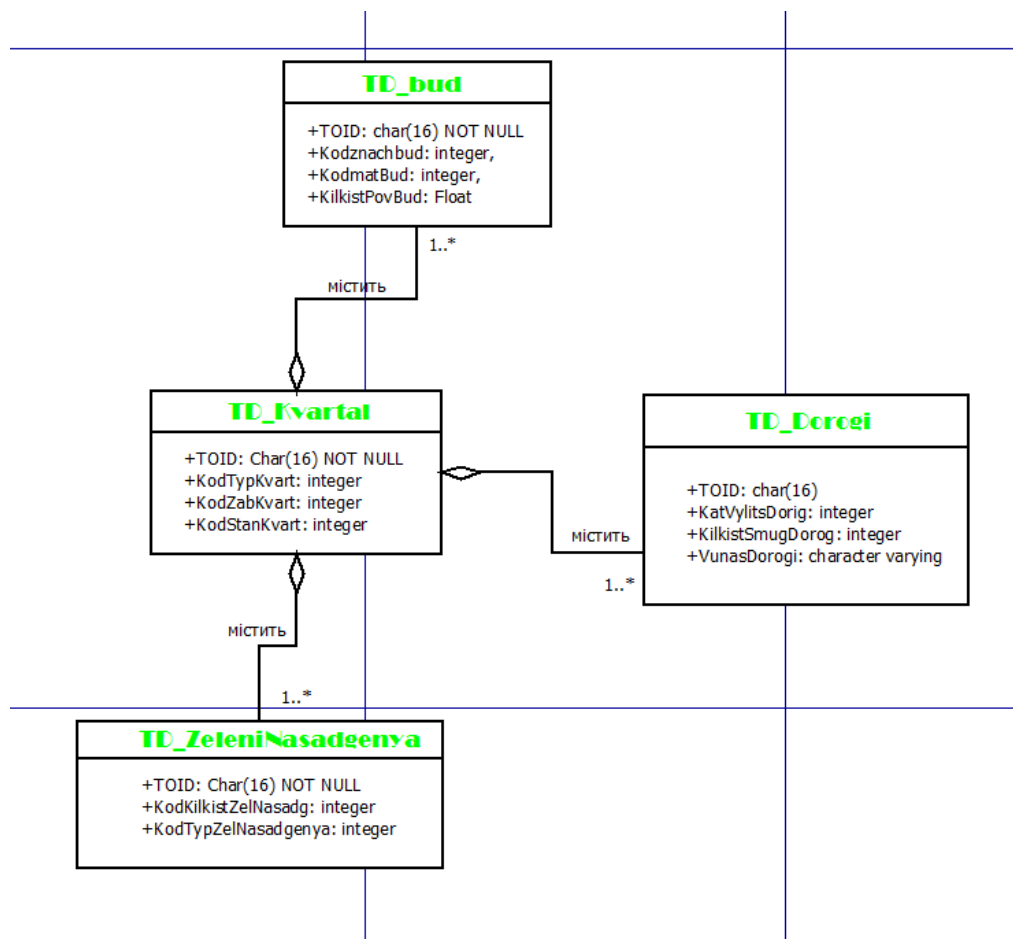 TD_bud
+TOID: char(16) NOT NULL
+Kodznachbud: integer,
+KodmatBud: integer,
+KilkistPovBud: Float
1..*
містить
TD_Kvartal
+TOID: Char(16) NOT NULL
+KodTypKvart: integer
+KodZabKvart: integer
+KodStanKvart: integer
TD_Dorogi
+TOID: char(16)
+KatVylitsDorig: integer
+KilkistSmugDorog: integer
+VunasDorogi: character varying
містить
1..*
містить
1..*
TD_ZeleniNasadgenya
+TOID: Char(16) NOT NULL
+KodKilkistZelNasadg: integer
+KodTypZelNasadgenya: integer